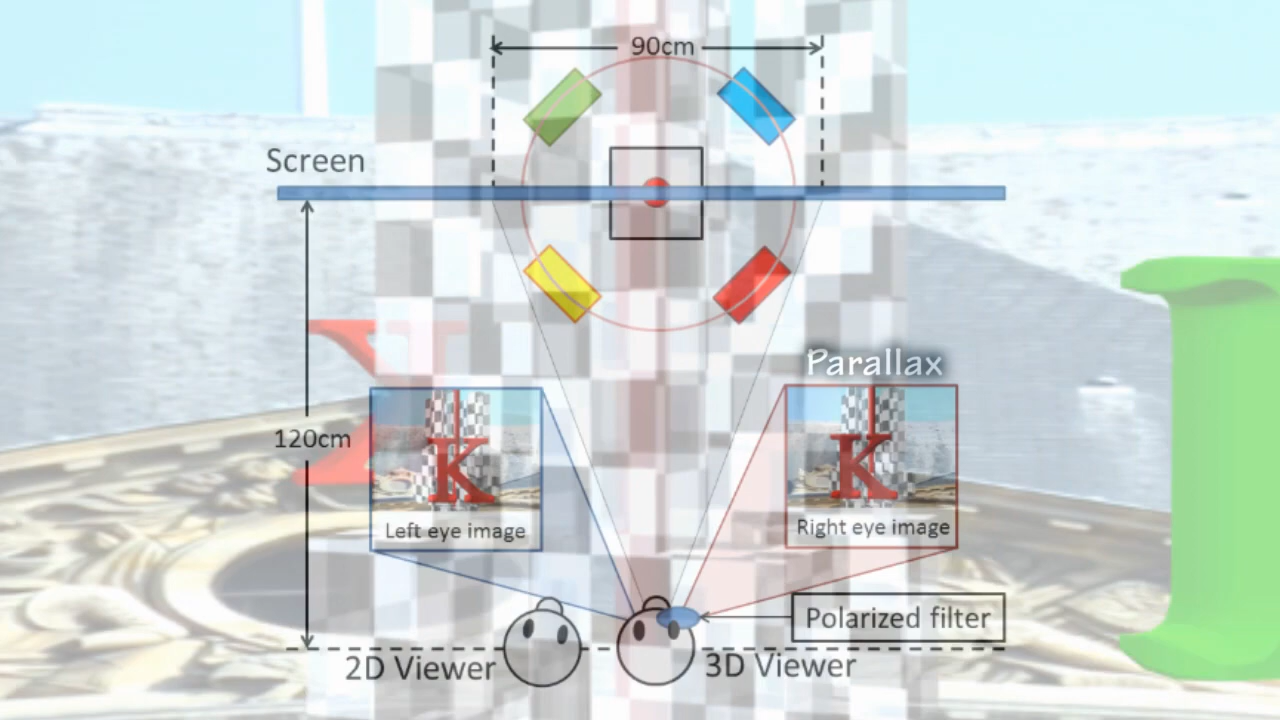 90cm
Screen
Parallax
120cm
K
K
Left eye image
Right eye image
Polarized filter
2D Viewer
3D Viewer